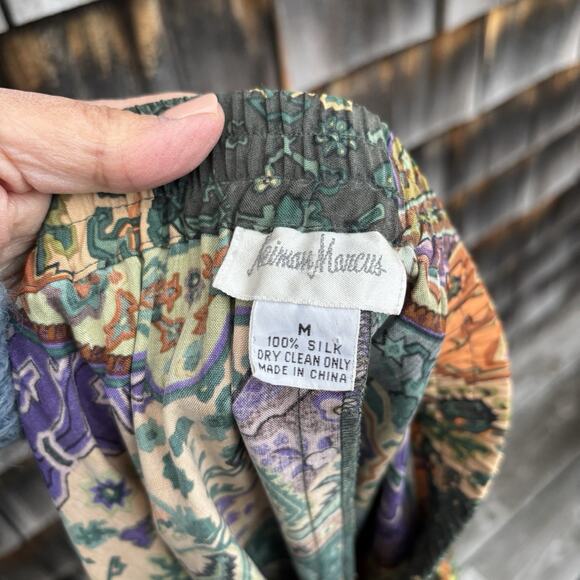 Neiman Marcus
M
100% SILK
DRY CLEAN ONLY
MADE IN CHINA